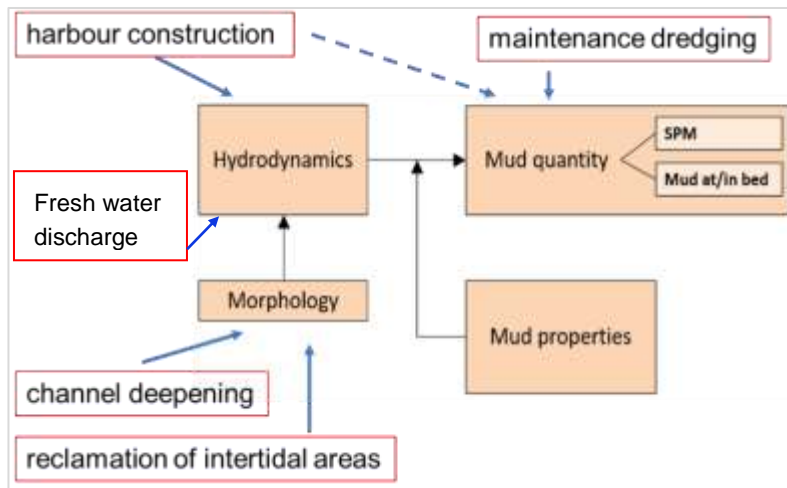 harbour construction
maintenance dredging
Hydrodynamics
Mud quantity
SPM
Mud at/in bed
Fresh water
discharge
Morphology
Mud properties
channel deepening
reclamation of intertidal areas